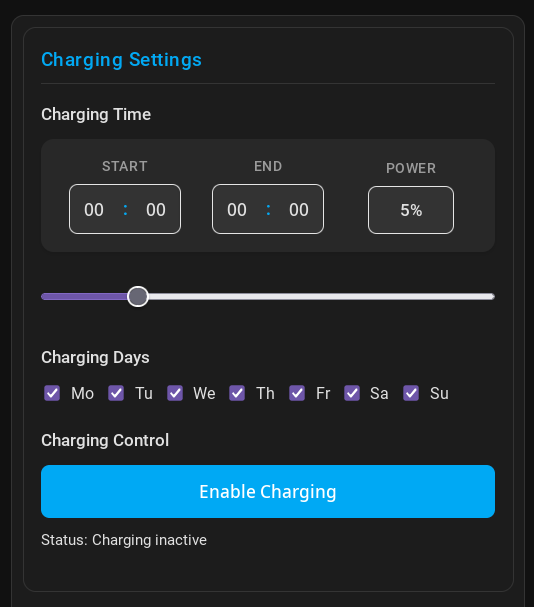 Charging Settings
Charging Time
START END POWER
00 : 00 00 : 00 5%
Charging Days
Mo Tu We Th Fr Sa Su
Charging Control
Enable Charging
Status: Charging inactive